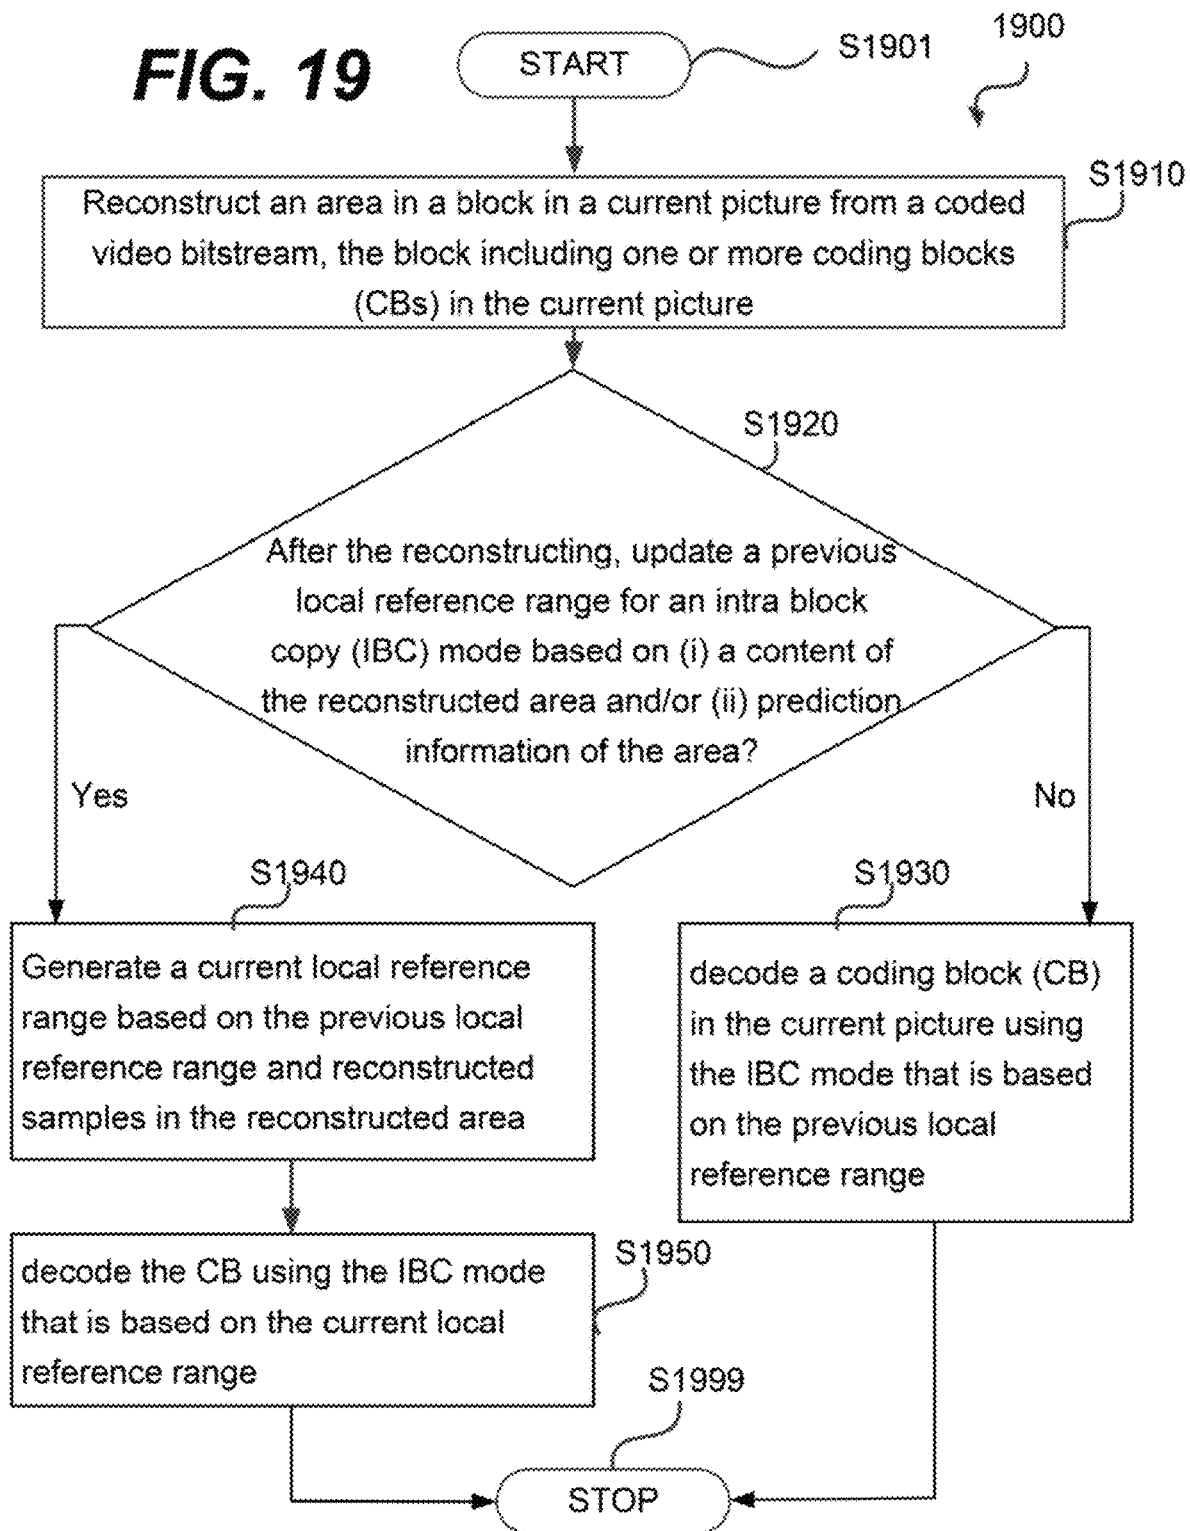 FIG. 19
START
S1901
1900
S1910
Reconstruct an area in a block in a current picture from a coded
video bitstream, the block including one or more coding blocks
(CBs) in the current picture
S1920
After the reconstructing, update a previous
local reference range for an intra block
copy (IBC) mode based on (i) a content of
the reconstructed area and/or (ii) prediction
information of the area?
Yes
No
S1940
S1930
Generate a current local reference
range based on the previous local
reference range and reconstructed
samples in the reconstructed area
decode a coding block (CB)
in the current picture using
the IBC mode that is based
on the previous local
reference range
S1950
decode the CB using the IBC mode
that is based on the current local
reference range
S1999
STOP